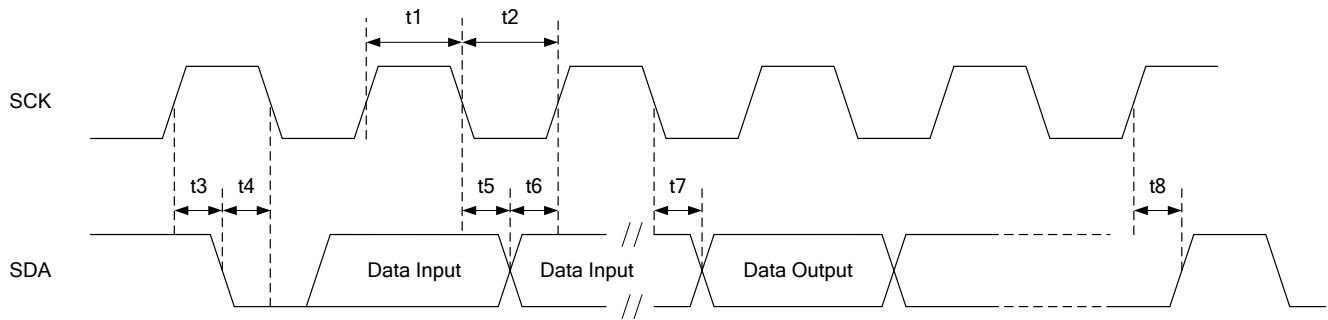 t1 t2
SCK
t3 t4 t5 t6 t7 t8
SDA Data Input Data Input Data Output